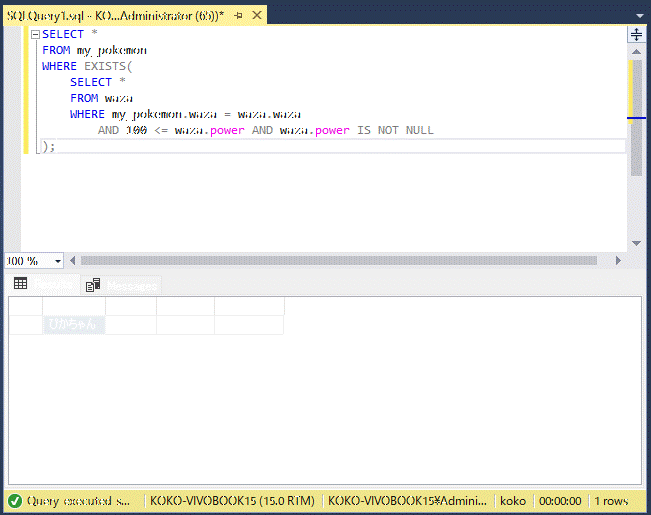 SQLQuery1.sql - KO...Administrator (65))*
SELECT *
FROM my_pokemon
WHERE EXISTS(
SELECT *
FROM waza
WHERE my_pokemon.waza = waza.waza
AND 100 <= waza.power AND waza.power IS NOT NULL
);
100 %
Results Messages
ぴかちゃん
Query executed s... KOKO-VIVOBOOK15 (15.0 RTM) KOKO-VIVOBOOK15¥Admini... koko 00:00:00 1 rows